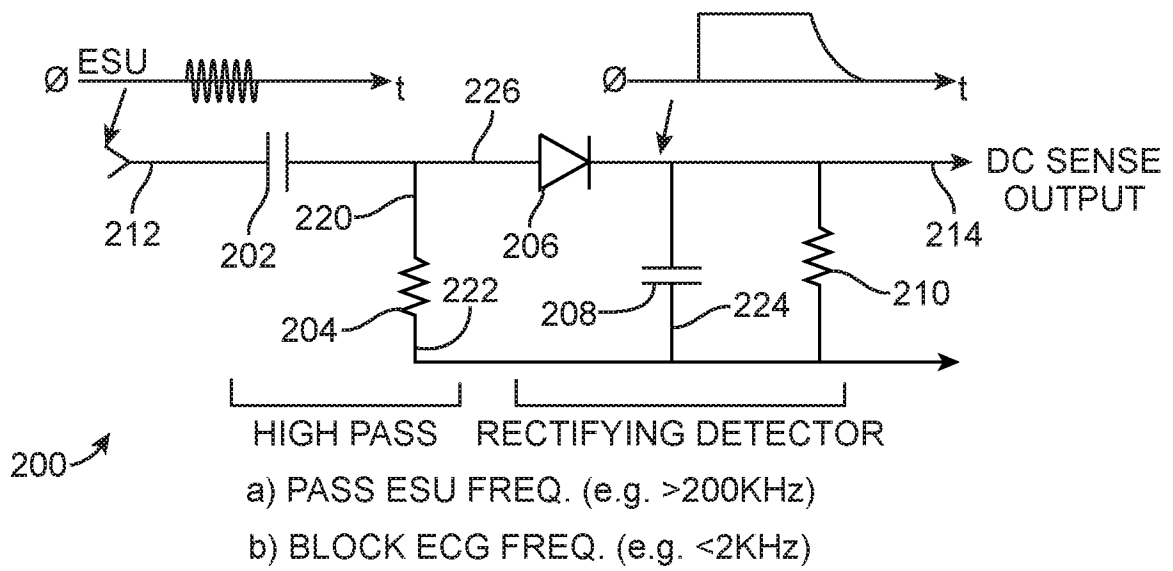 Ø ESU
t
Ø
t
226
DC SENSE
OUTPUT
212
202
220
206
214
204
222
208
224
210
HIGH PASS
RECTIFYING DETECTOR
200
a) PASS ESU FREQ. (e.g. >200KHz)
b) BLOCK ECG FREQ. (e.g. <2KHz)